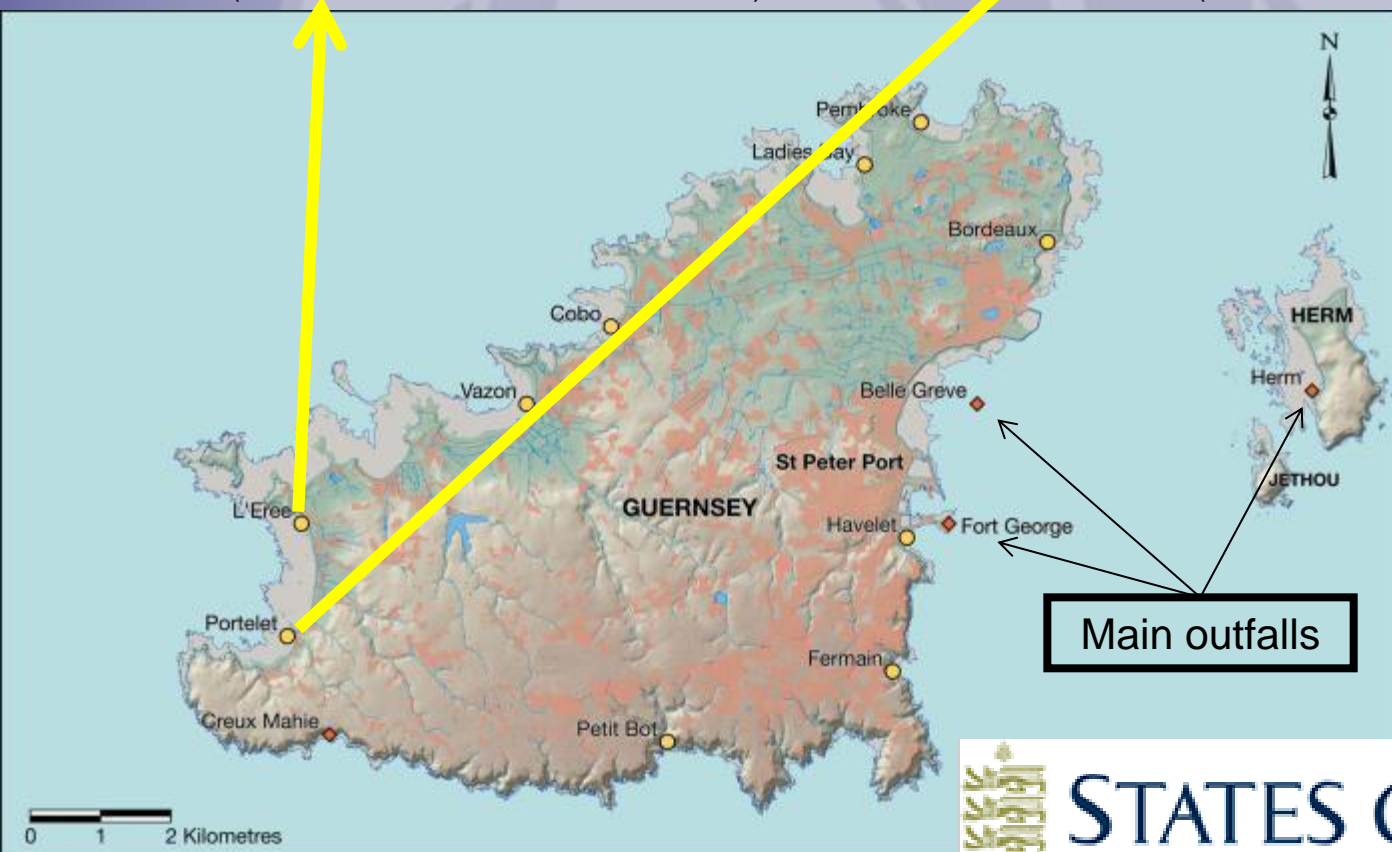 N
Pembroke
Ladies Bay
Bordeaux
HERM
Cobo
Herm
Vazon
Belle Greve
St Peter Port
JETHOU
GUERNSEY
L'Eree
Havelet
Fort George
Portelet
Main outfalls
Fermain
Creux Mahie
Petit Bot
0 1 2 Kilometres
STATES